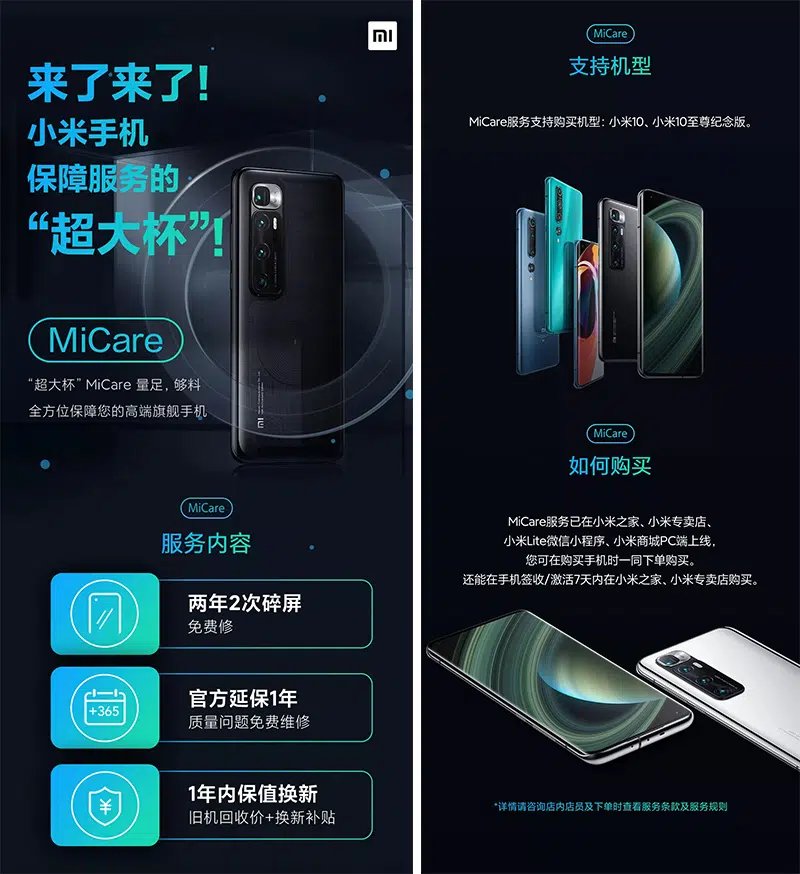 mi
来了来了!
小米手机
保障服务的
“超大杯”!
MiCare
“超大杯” MiCare 量足,够料
全方位保障您的高端旗舰手机
MiCare
服务内容
两年2次碎屏
免费修
+365
官方延保1年
质量问题免费维修
¥
1年内保值换新
旧机回收价+换新补贴
MiCare
支持机型
MiCare服务支持购买机型:小米10、小米10至尊纪念版。
MiCare
如何购买
MiCare服务已在小米之家、小米专卖店、
小米Lite微信小程序、小米商城PC端上线,
您可在购买手机时一同下单购买。
还能在手机签收/激活7天内在小米之家、小米专卖店购买。
*详情请咨询店内店员及下单时查看服务条款及服务规则